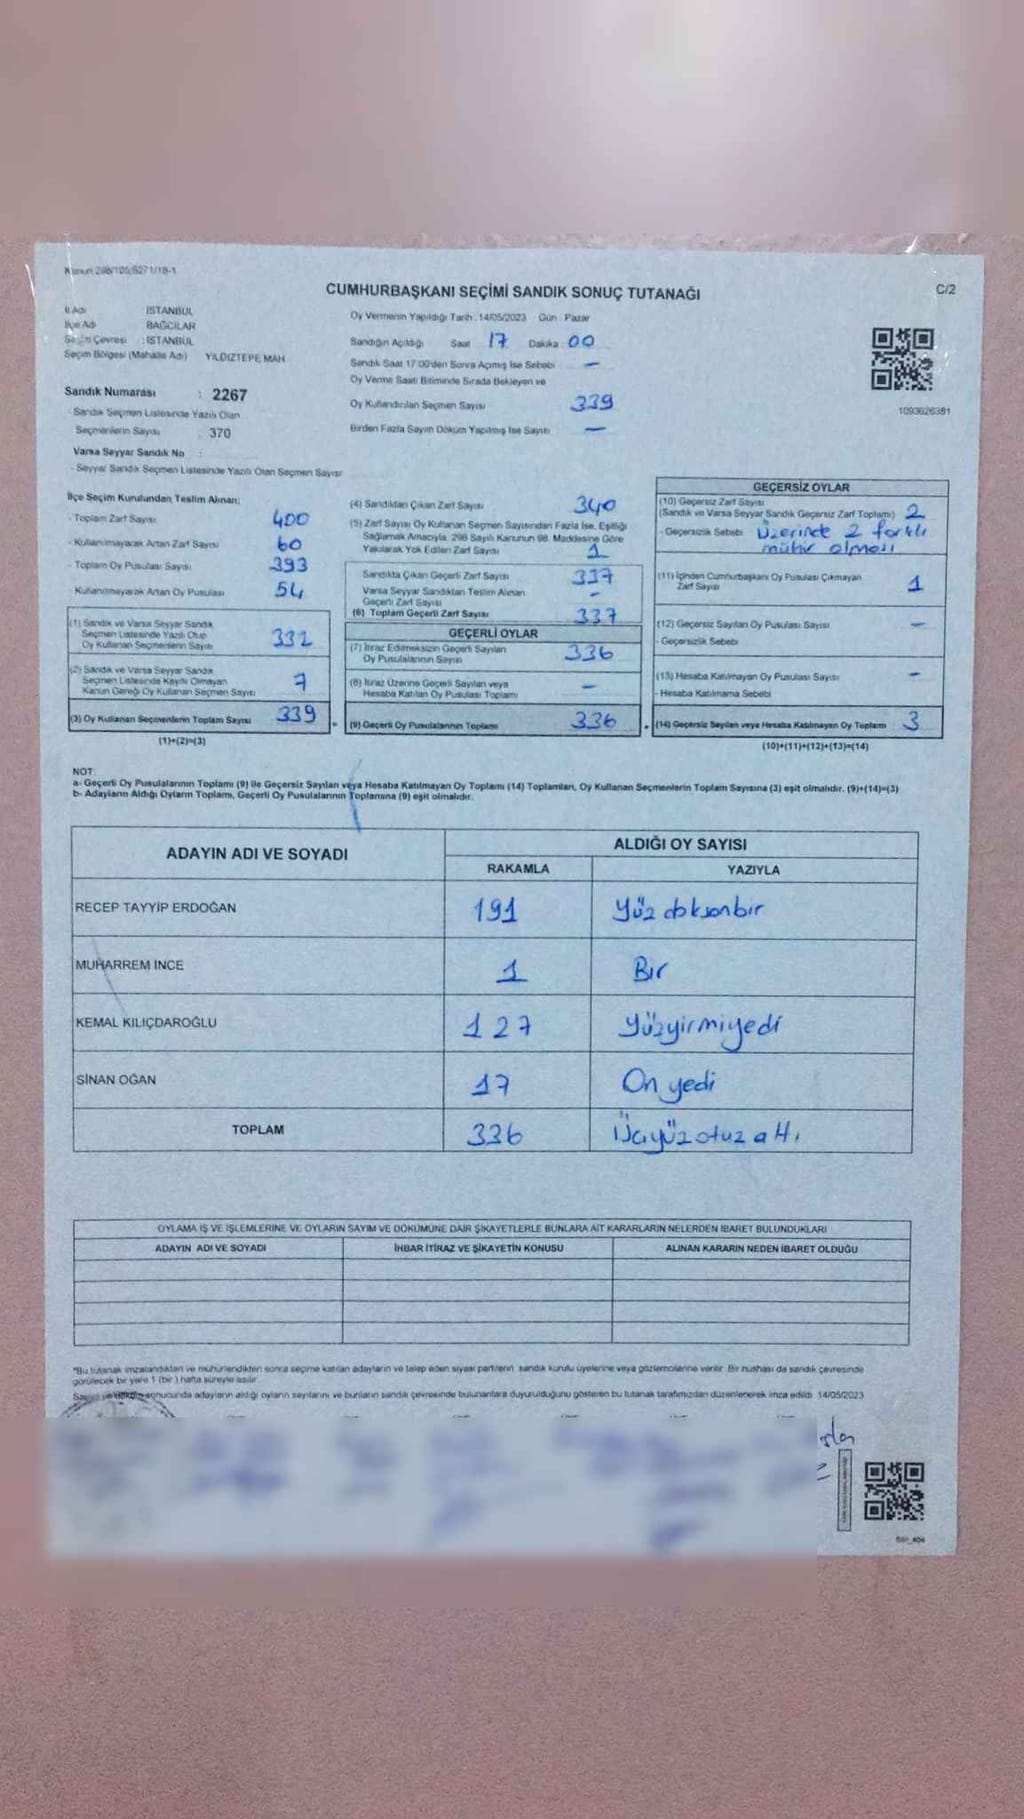 Kanun 298/105;6271/18-1
CUMHURBAŞKANI SEÇİMİ SANDIK SONUÇ TUTANAĞI
C/2
İl Adı İSTANBUL
İlçe Adı BAĞCILAR
Seçim Çevresi : İSTANBUL
Seçim Bölgesi (Mahalle Adı) YILDIZTEPE MAH
Sandık Numarası : 2267
- Sandık Seçmen Listesinde Yazılı Olan
Seçmenlerin Sayısı : 370
Varsa Seyyar Sandık No :
- Seyyar Sandık Seçmen Listesinde Yazılı Olan Seçmen Sayısı
Oy Vermenin Yapıldığı Tarih : 14/05/2023 Gün : Pazar
Sandığın Açıldığı Saat 17 Dakika : 00
Sandık Saat 17:00'den Sonra Açılmış İse Sebebi —
Oy Verme Saati Bitiminde Sırada Bekleyen ve
Oy Kullandırılan Seçmen Sayısı 339
Birden Fazla Sayım Döküm Yapılmış İse Sayısı —
1093626381
İlçe Seçim Kurulundan Teslim Alınan;
- Toplam Zarf Sayısı 400
- Kullanılmayarak Artan Zarf Sayısı 60
- Toplam Oy Pusulası Sayısı 393
- Kullanılmayarak Artan Oy Pusulası 54
(1) Sandık ve Varsa Seyyar Sandık
Seçmen Listesinde Yazılı Olup
Oy Kullanan Seçmenlerin Sayısı 332
(2) Sandık ve Varsa Seyyar Sandık
Seçmen Listesinde Kayıtlı Olmayan
Kanun Gereği Oy Kullanan Seçmen Sayısı 7
(3) Oy Kullanan Seçmenlerin Toplam Sayısı 339
(1)+(2)=(3)
(4) Sandıktan Çıkan Zarf Sayısı 340
(5) Zarf Sayısı Oy Kullanan Seçmen Sayısından Fazla İse, Eşitliği
Sağlamak Amacıyla, 298 Sayılı Kanunun 98. Maddesine Göre
Yakılarak Yok Edilen Zarf Sayısı 1
Sandıkta Çıkan Geçerli Zarf Sayısı 337
Varsa Seyyar Sandıktan Teslim Alınan
Geçerli Zarf Sayısı -
(6) Toplam Geçerli Zarf Sayısı 337
GEÇERLİ OYLAR
(7) İtiraz Edilmeksizin Geçerli Sayılan
Oy Pusulalarının Sayısı 336
(8) İtiraz Üzerine Geçerli Sayılan veya
Hesaba Katılan Oy Pusulası Toplamı —
(9) Geçerli Oy Pusulalarının Toplamı 336
GEÇERSİZ OYLAR
(10) Geçersiz Zarf Sayısı
(Sandık ve Varsa Seyyar Sandık Geçersiz Zarf Toplamı) 2
- Geçersizlik Sebebi Üzerinde 2 farklı
mühür olması
(11) İçinden Cumhurbaşkanı Oy Pusulası Çıkmayan
Zarf Sayısı 1
(12) Geçersiz Sayılan Oy Pusulası Sayısı —
- Geçersizlik Sebebi
(13) Hesaba Katılmayan Oy Pusulası Sayısı —
- Hesaba Katılmama Sebebi
(14) Geçersiz Sayılan veya Hesaba Katılmayan Oy Toplamı 3
(10)+(11)+(12)+(13)=(14)
NOT:
a- Geçerli Oy Pusulalarının Toplamı (9) ile Geçersiz Sayılan veya Hesaba Katılmayan Oy Toplamı (14) Toplamları, Oy Kullanan Seçmenlerin Toplam Sayısına (3) eşit olmalıdır. (9)+(14)=(3)
b- Adayların Aldığı Oyların Toplamı, Geçerli Oy Pusulalarının Toplamına (9) eşit olmalıdır.
ADAYIN ADI VE SOYADI
ALDIĞI OY SAYISI
RAKAMLA YAZIYLA
RECEP TAYYİP ERDOĞAN 191 Yüz doksanbir
MUHARREM İNCE 1 Bir
KEMAL KILIÇDAROĞLU 127 Yüzyirmiyedi
SİNAN OĞAN 17 On yedi
TOPLAM 336 Üçyüzotuzaltı
OYLAMA İŞ VE İŞLEMLERİNE VE OYLARIN SAYIM VE DÖKÜMÜNE DAİR ŞİKAYETLERLE BUNLARA AİT KARARLARIN NELERDEN İBARET BULUNDUKLARI
ADAYIN ADI VE SOYADI İHBAR İTİRAZ VE ŞİKAYETİN KONUSU ALINAN KARARIN NEDEN İBARET OLDUĞU
*Bu tutanak imzalandıktan ve mühürlendikten sonra seçime katılan adayların ve talep eden siyasi partilerin sandık kurulu üyelerine veya gözlemcilerine verilir. Bir nüshası da sandık çevresinde
görülecek bir yere 1 (bir) hafta süreyle asılır.
Sayım ve döküm sonucunda adayların aldığı oyların sayılarını ve bunların sandık çevresinde bulunanlara duyurulduğunu gösteren bu tutanak tarafımızdan düzenlenerek imza edildi. 14/05/2023